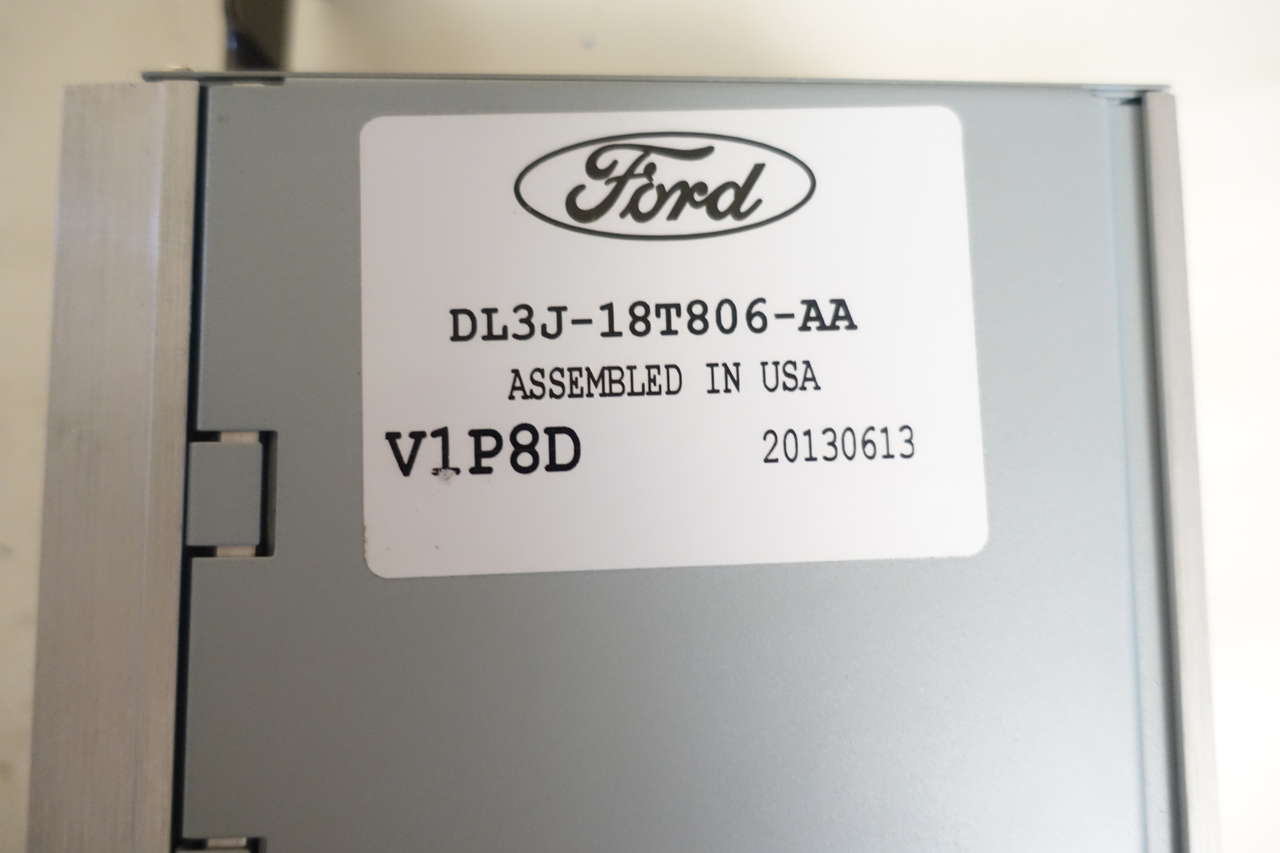 Ford
DL3J-18T806-AA
ASSEMBLED IN USA
V1P8D 20130613